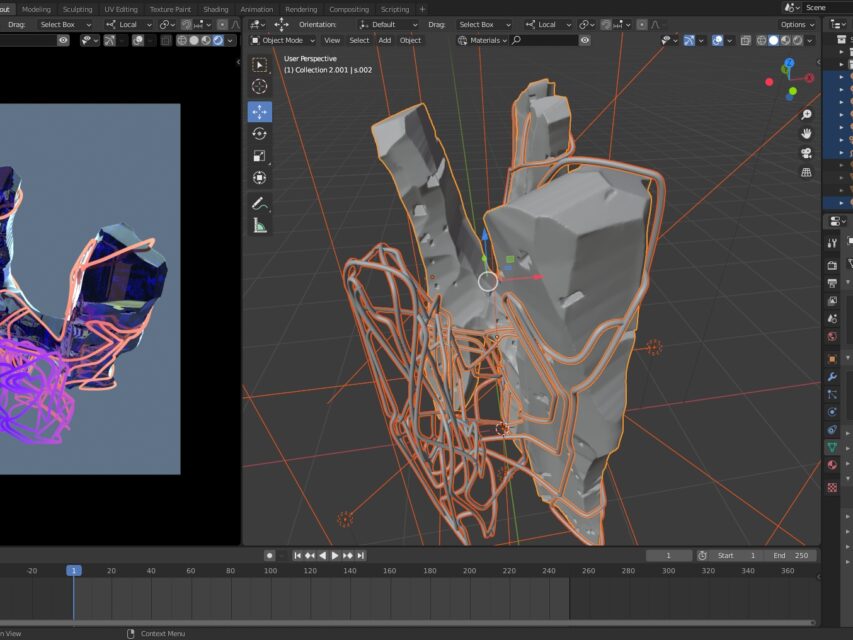 out Modeling Sculpting UV Editing Texture Paint Shading Animation Rendering Compositing Scripting + Scene
Drag: Select Box Local Orientation: Default Drag: Select Box Local Options
Object Mode View Select Add Object Materials
User Perspective
(1) Collection 2.001 | s.002
Z
X
1 Start 1 End 250
-20 1 20 40 60 80 100 120 140 160 180 200 220 240 260 280 300 320 340 360
n View Context Menu